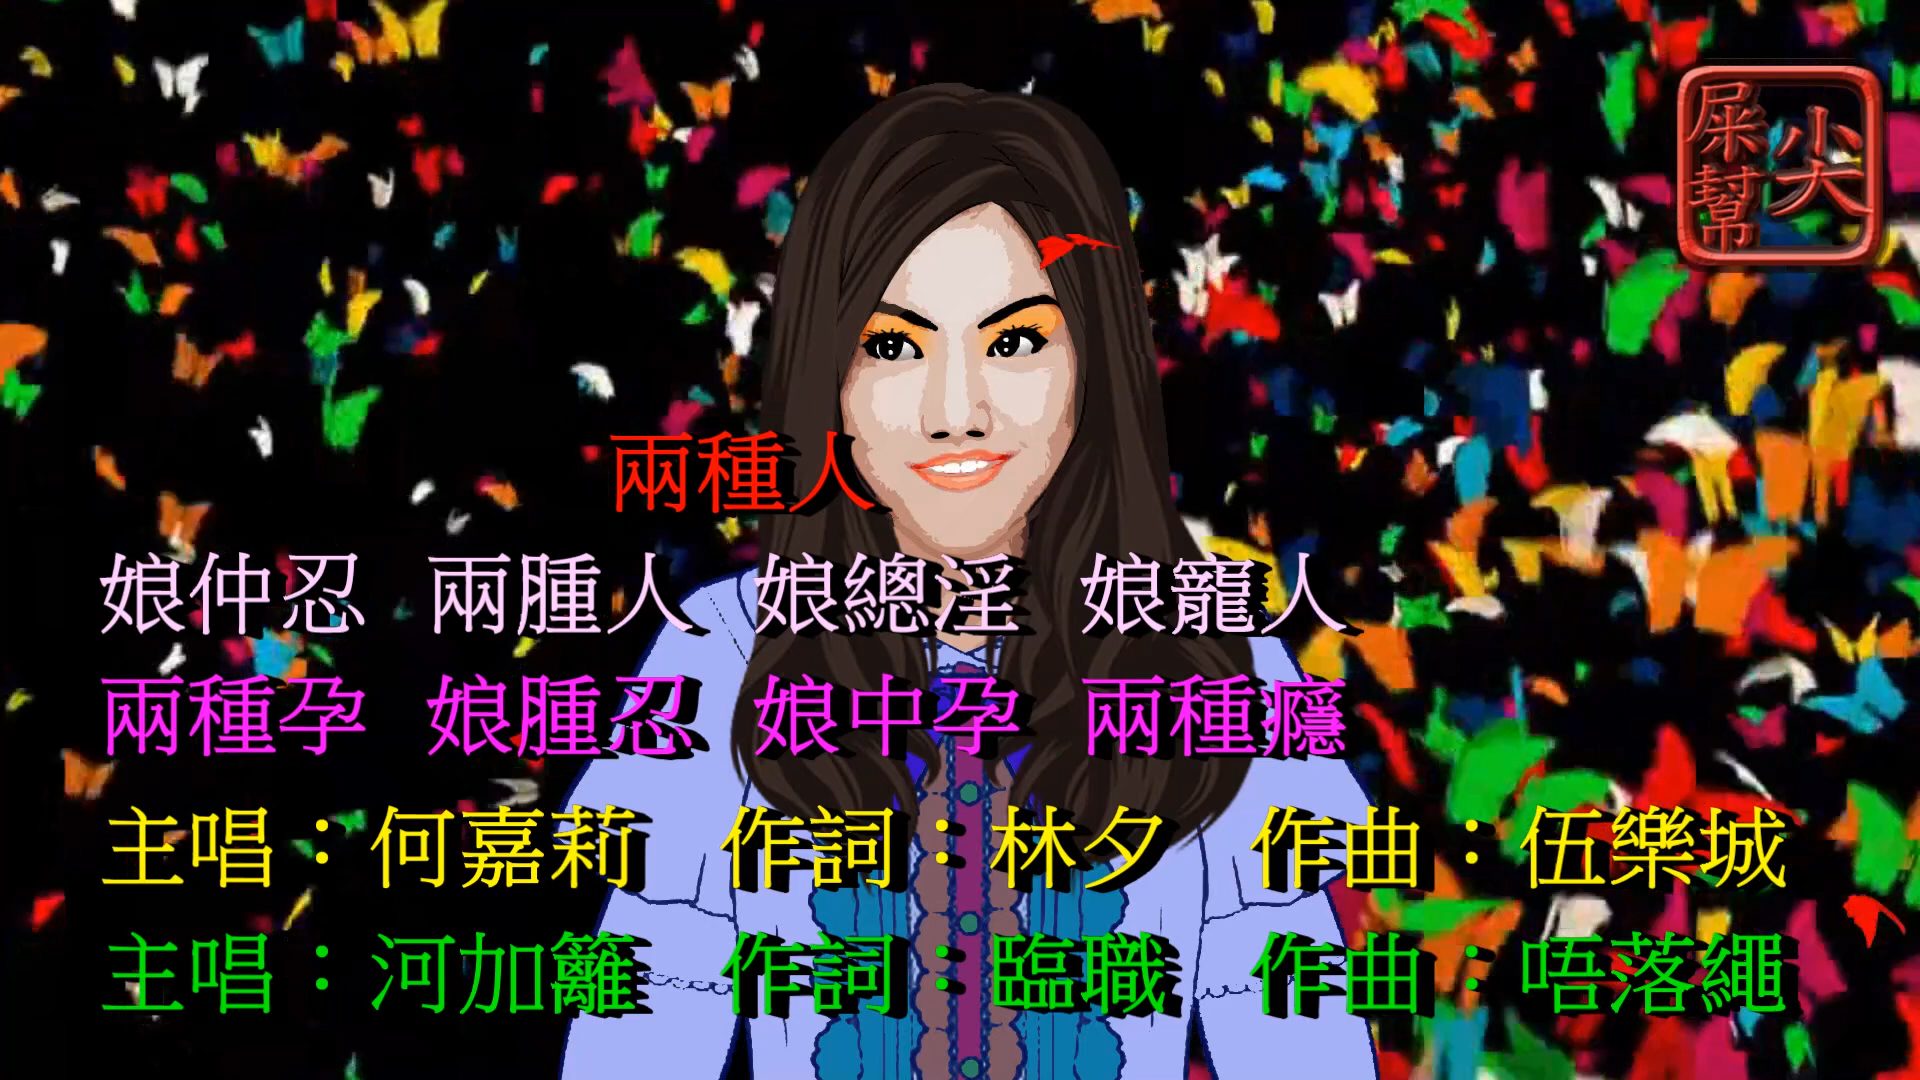 尖屎幫
兩種人
娘仲忍 兩腫人 娘總淫 娘寵人
兩種孕 娘腫忍 娘中孕 兩種癮
主唱：何嘉莉 作詞：林夕 作曲：伍樂城
主唱：河加籬 作詞：臨職 作曲：唔落繩